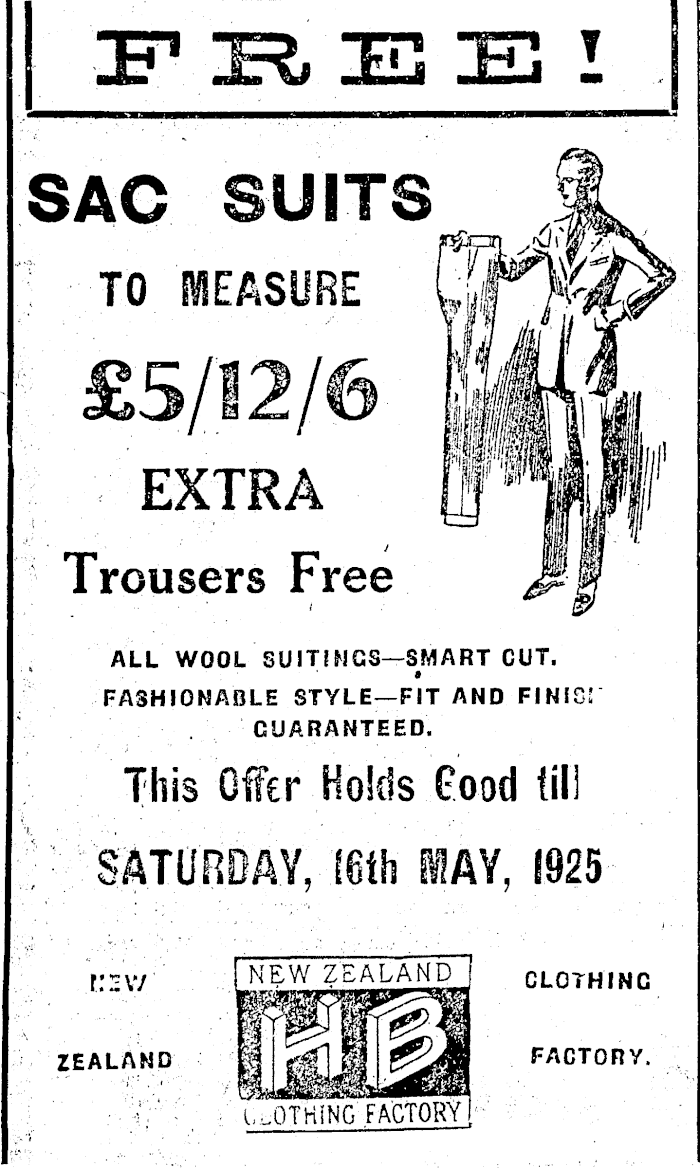 FREE!
SAC SUITS
TO MEASURE
£5/12/6
EXTRA
Trousers Free
ALL WOOL SUITINGS—SMART CUT.
FASHIONABLE STYLE—FIT AND FINISH
GUARANTEED.
This Offer Holds Good till
SATURDAY, 16th MAY, 1925
NEW
ZEALAND
NEW ZEALAND
HB
CLOTHING FACTORY
CLOTHING
FACTORY.